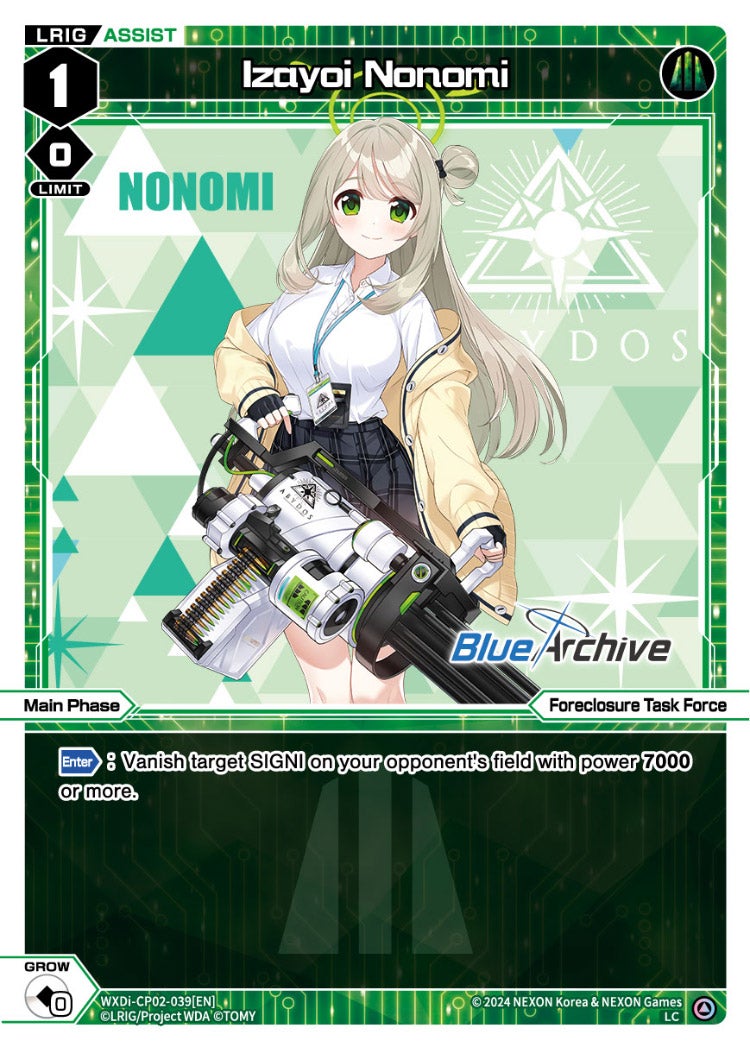 LRIG ASSIST
1
Izayoi Nonomi
0
LIMIT
NONOMI
ABYDOS
ABYDOS
Blue Archive
Main Phase
Foreclosure Task Force
Enter : Vanish target SIGNI on your opponent's field with power 7000
or more.
GROW
0
WXDi-CP02-039[EN]
©LRIG/Project WDA ©TOMY
© 2024 NEXON Korea & NEXON Games
LC